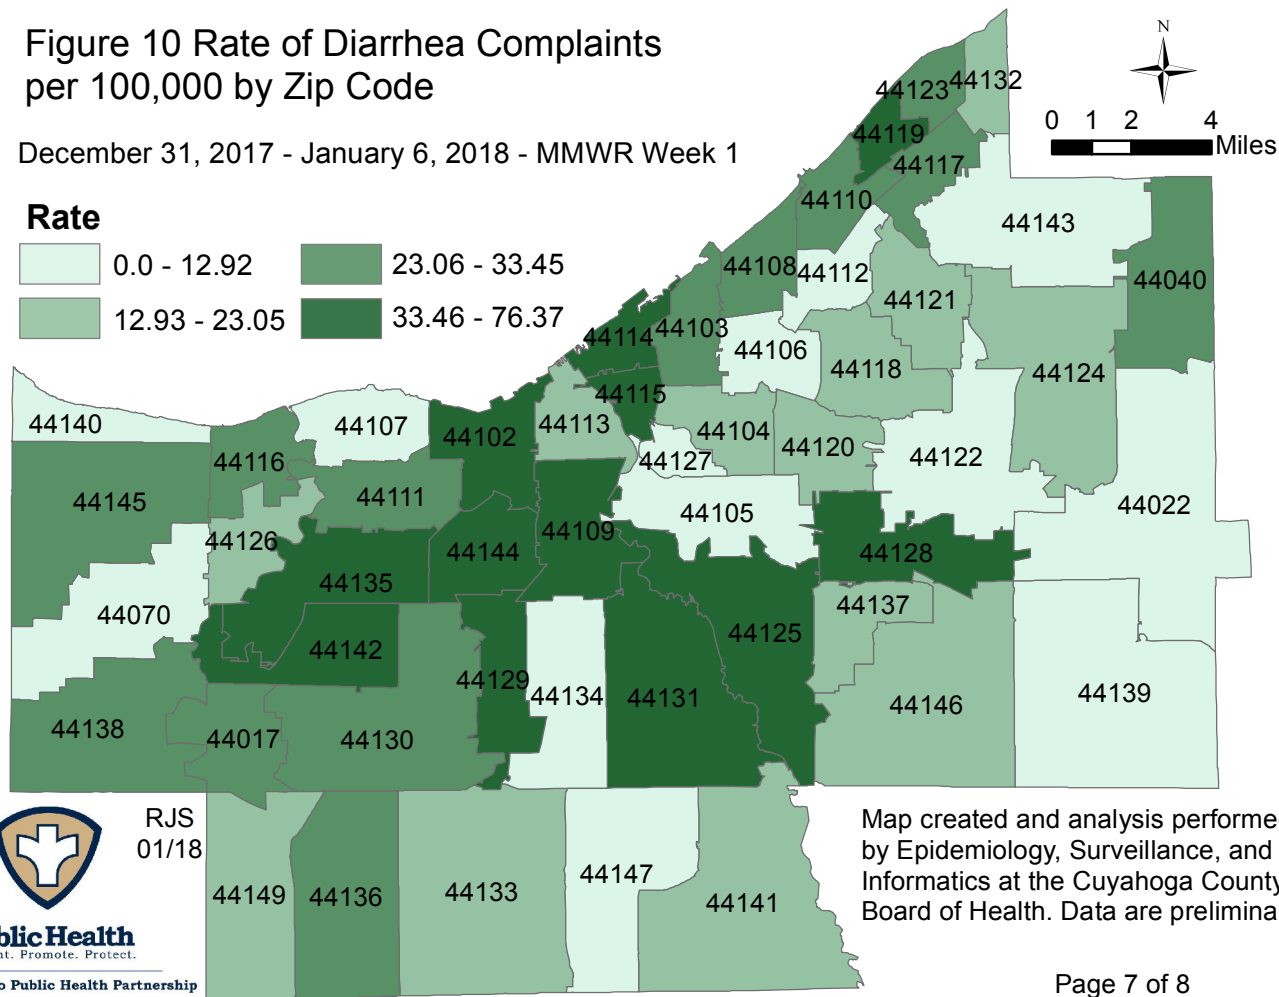 Figure 10 Rate of Diarrhea Complaints
per 100,000 by Zip Code
December 31, 2017 - January 6, 2018 - MMWR Week 1
Rate
0.0 - 12.92
23.06 - 33.45
12.93 - 23.05
33.46 - 76.37
N
0 1 2 4
Miles
44123
44132
44119
44117
44110
44143
44108
44112
44040
44121
44114
44103
44106
44118
44124
44115
44140
44107
44102
44113
44104
44120
44116
44127
44122
44145
44111
44105
44022
44126
44109
44144
44128
44135
44070
44137
44125
44142
44129
44134
44131
44139
44146
44138
44017
44130
44147
44149
44136
44133
44141
RJS
01/18
blic Health
nt. Promote. Protect.
o Public Health Partnership
Map created and analysis performe
by Epidemiology, Surveillance, and
Informatics at the Cuyahoga County
Board of Health. Data are prelimina
Page 7 of 8